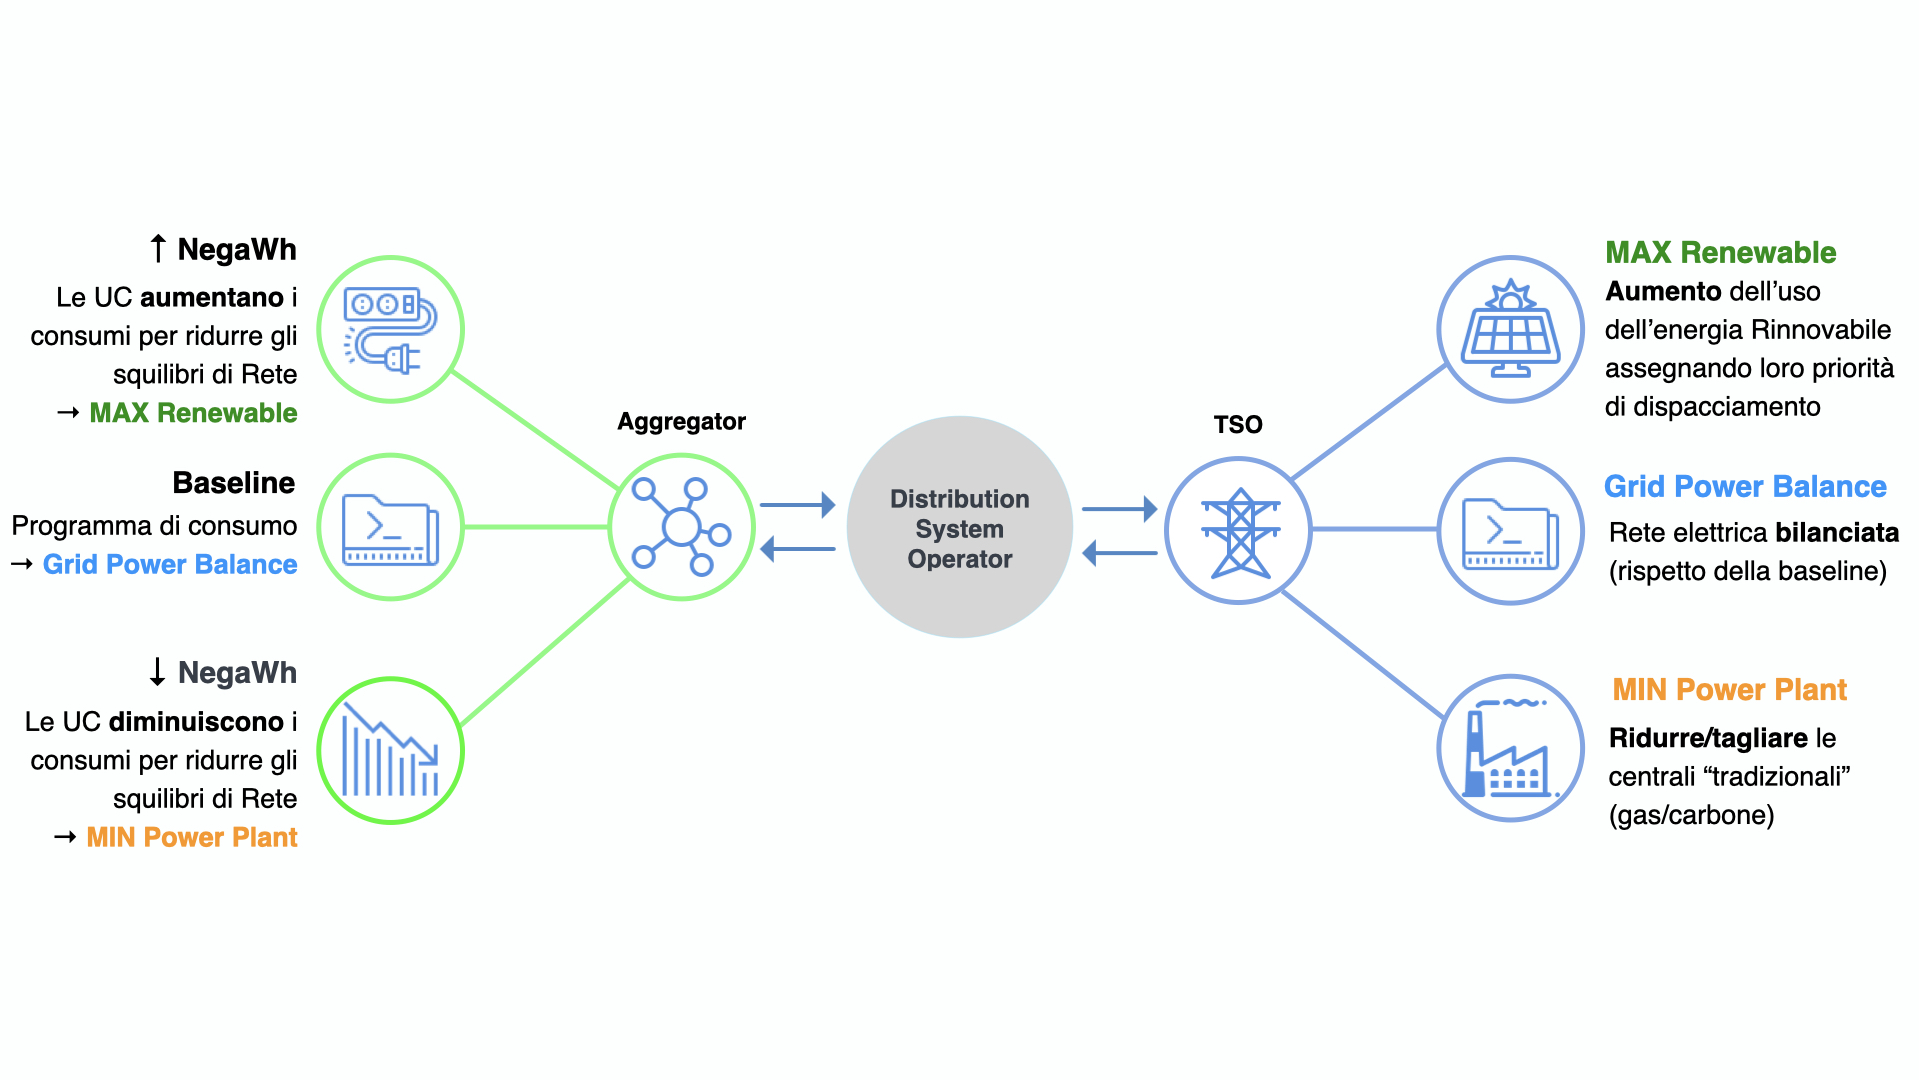 ↑ NegaWh
Le UC aumentano i
consumi per ridurre gli
squilibri di Rete
→ MAX Renewable
Baseline
Programma di consumo
→ Grid Power Balance
↓ NegaWh
Le UC diminuiscono i
consumi per ridurre gli
squilibri di Rete
→ MIN Power Plant
Aggregator
Distribution
System
Operator
TSO
MAX Renewable
Aumento dell’uso
dell’energia Rinnovabile
assegnando loro priorità
di dispacciamento
Grid Power Balance
Rete elettrica bilanciata
(rispetto della baseline)
MIN Power Plant
Ridurre/tagliare le
centrali “tradizionali”
(gas/carbone)